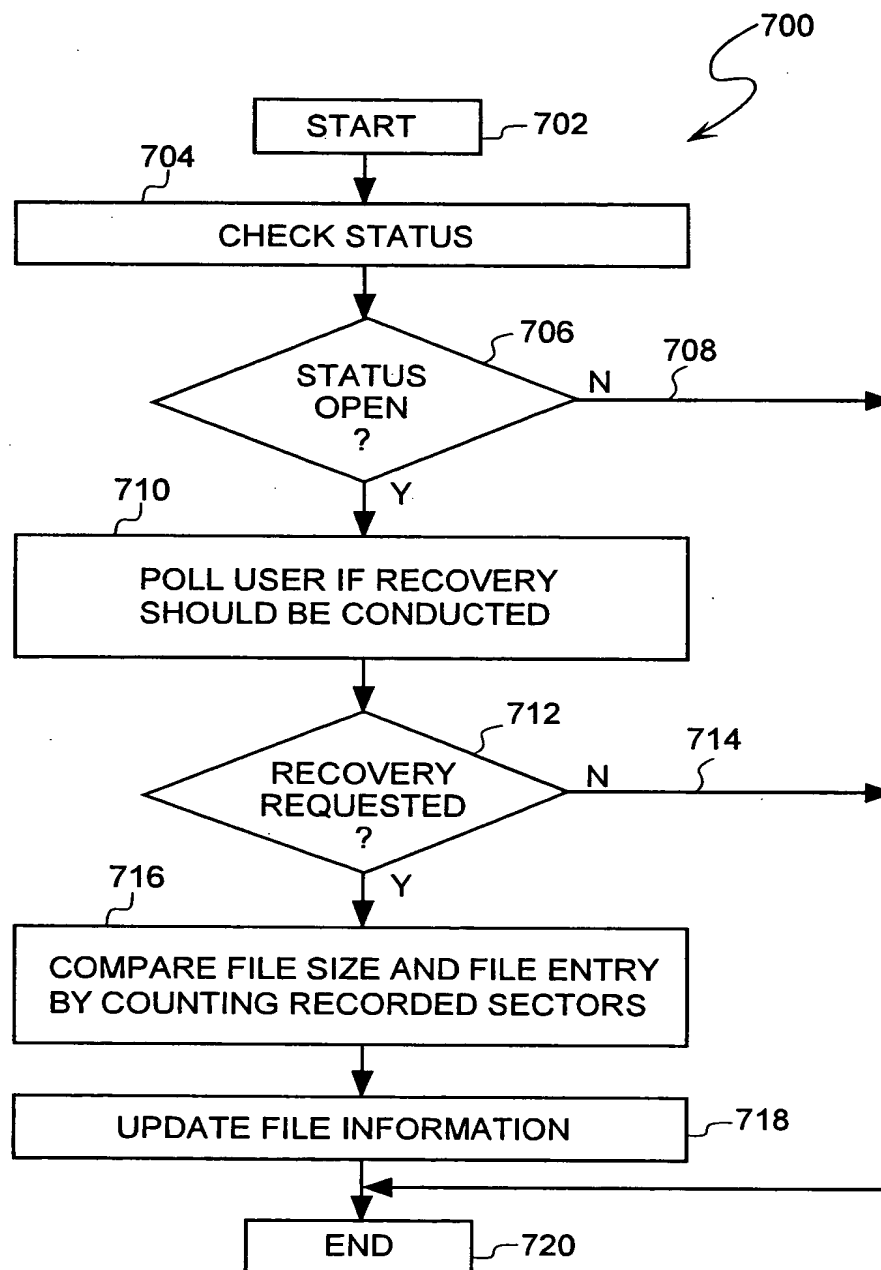 700
START
702
704
CHECK STATUS
706
708
STATUS
OPEN
?
N
Y
710
POLL USER IF RECOVERY
SHOULD BE CONDUCTED
712
714
RECOVERY
REQUESTED
?
N
Y
716
COMPARE FILE SIZE AND FILE ENTRY
BY COUNTING RECORDED SECTORS
UPDATE FILE INFORMATION
718
END
720